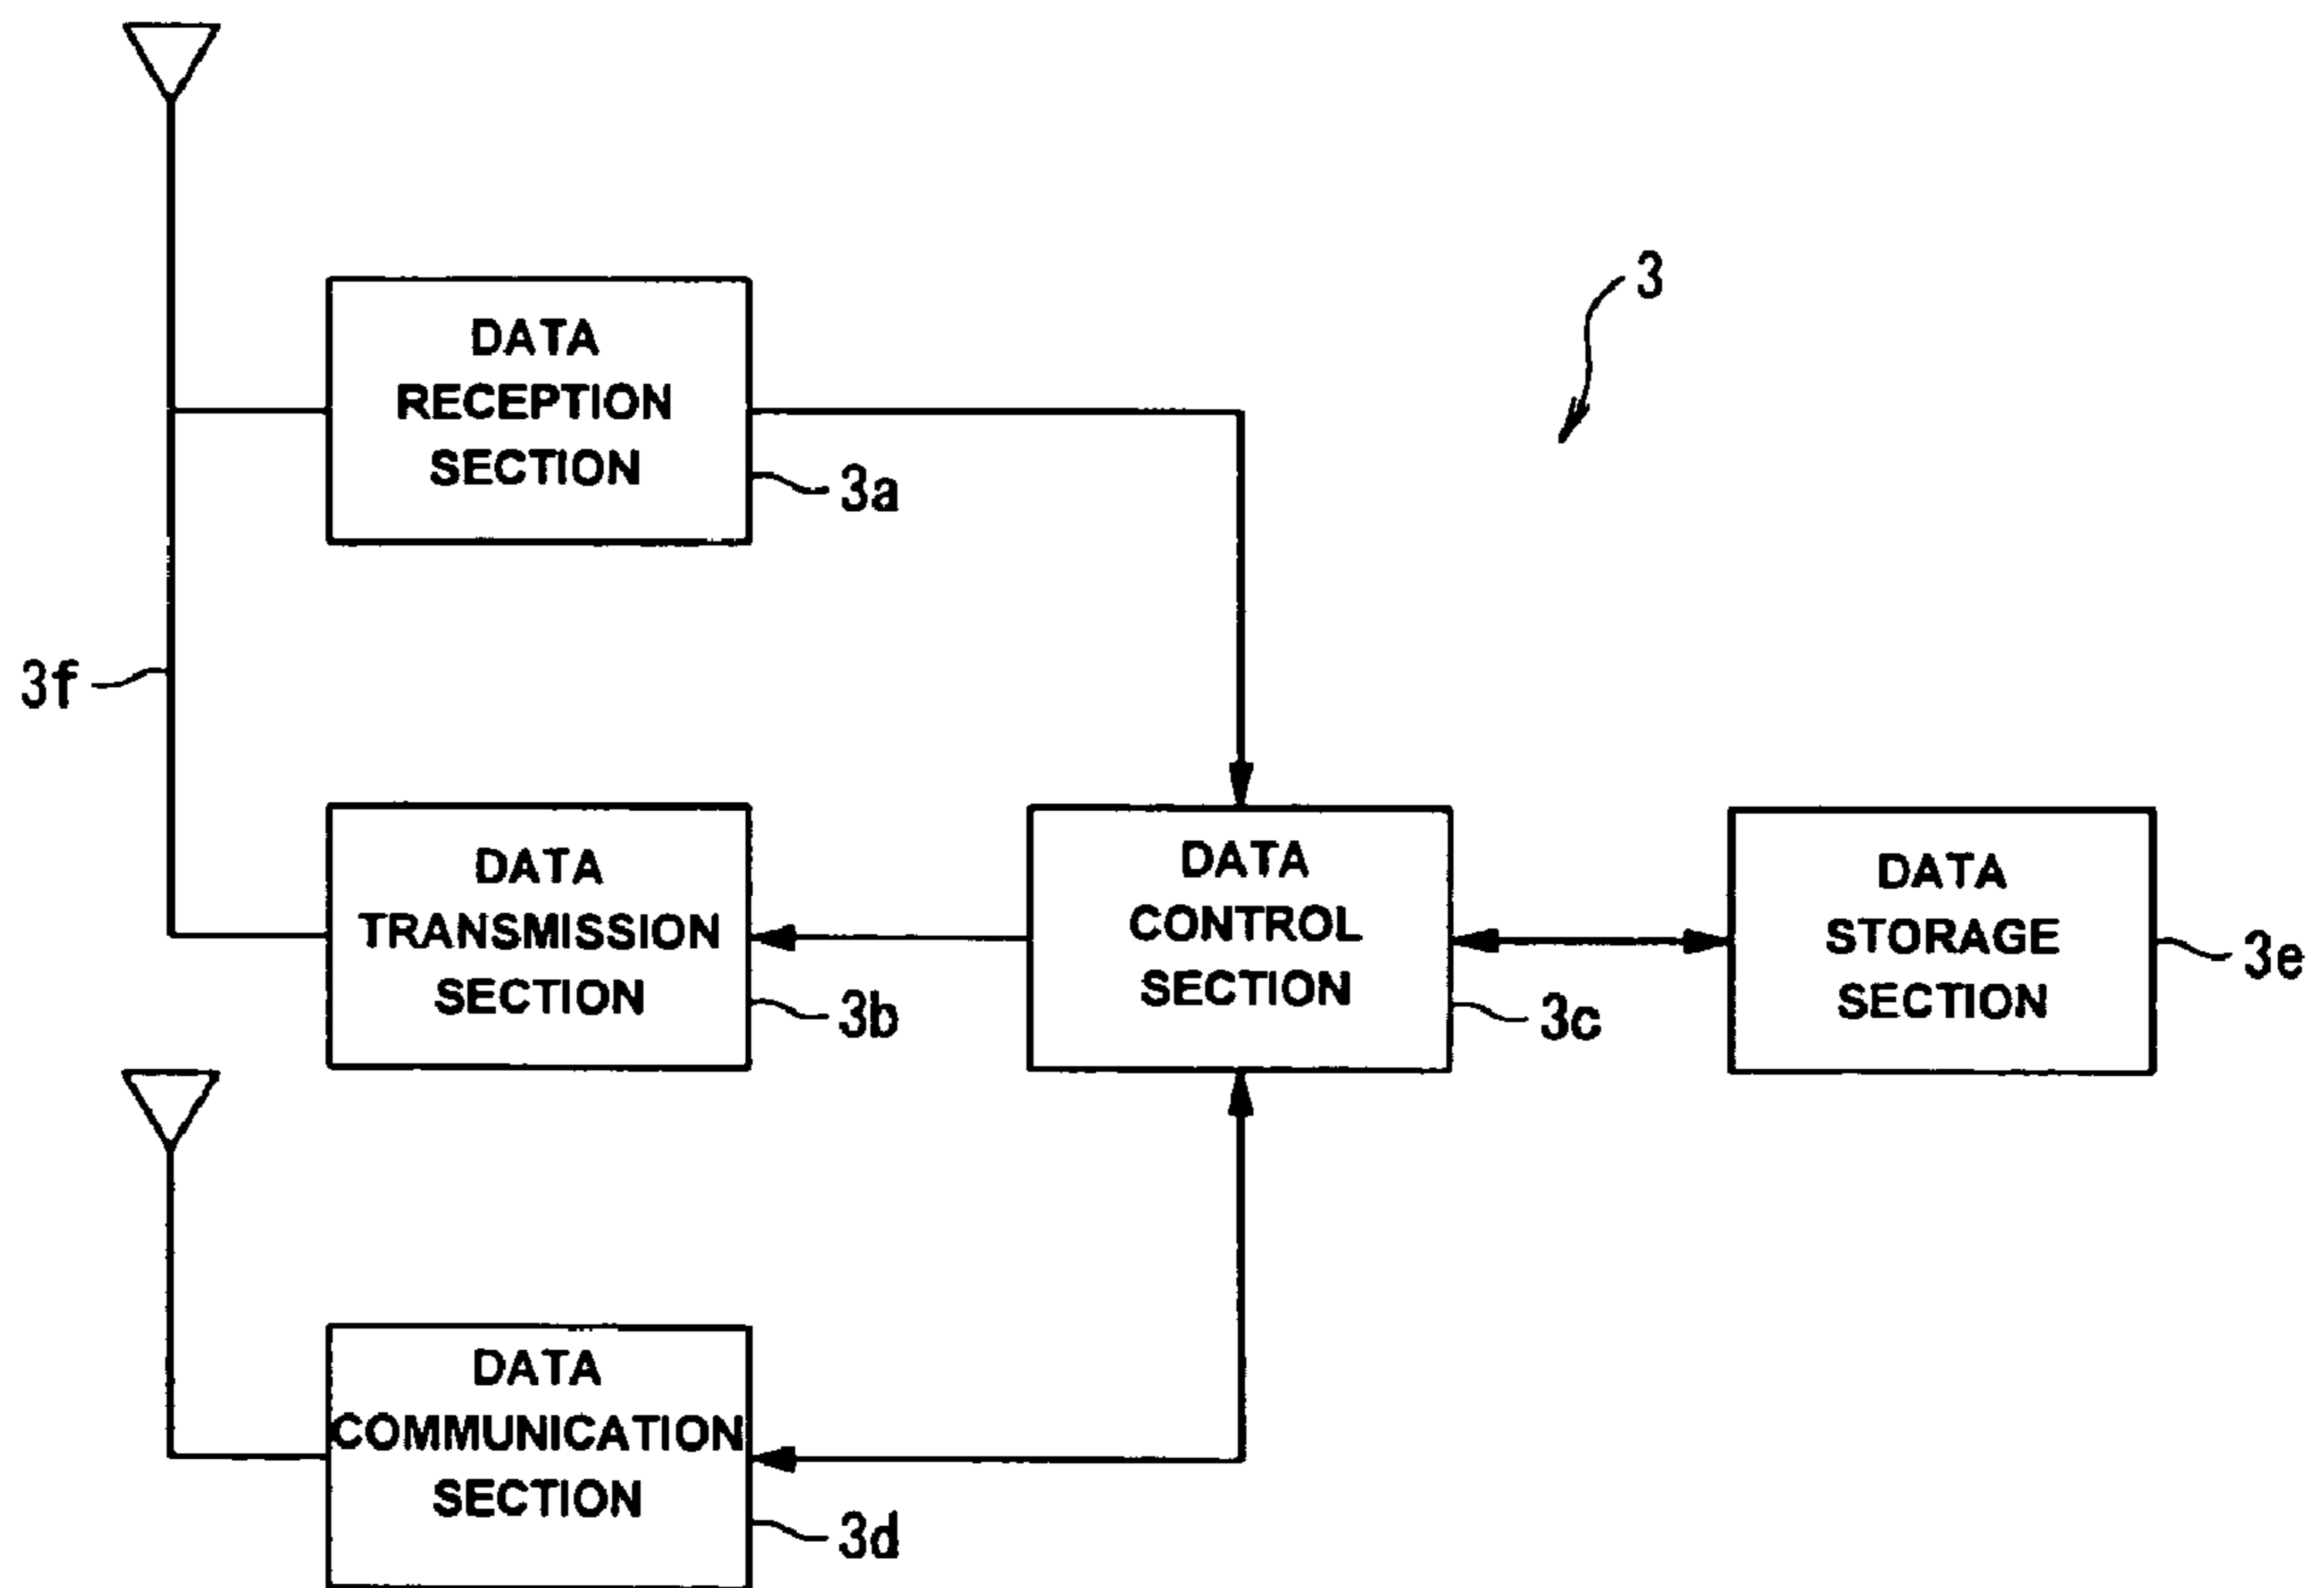 3
DATA
RECEPTION
SECTION
3a
3f
DATA
TRANSMISSION
SECTION
3b
DATA
CONTROL
SECTION
3c
DATA
STORAGE
SECTION
3e
DATA
COMMUNICATION
SECTION
3d